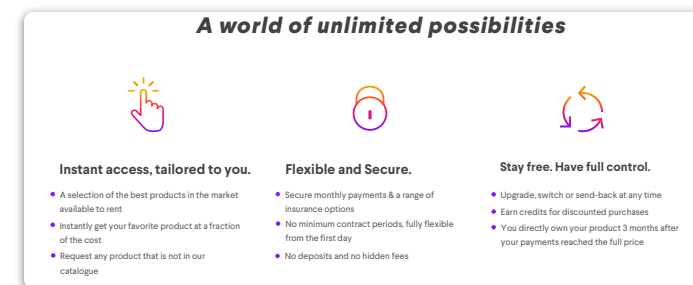 A world of unlimited possibilities
Instant access, tailored to you.
A selection of the best products in the market
available to rent
Instantly get your favorite product at a fraction
of the cost
Request any product that is not in our
catalogue
Flexible and Secure.
Secure monthly payments & a range of
insurance options
No minimum contract periods, fully flexible
from the first day
No deposits and no hidden fees
Stay free. Have full control.
Upgrade, switch or send-back at any time
Earn credits for discounted purchases
You directly own your product 3 months after
your payments reached the full price